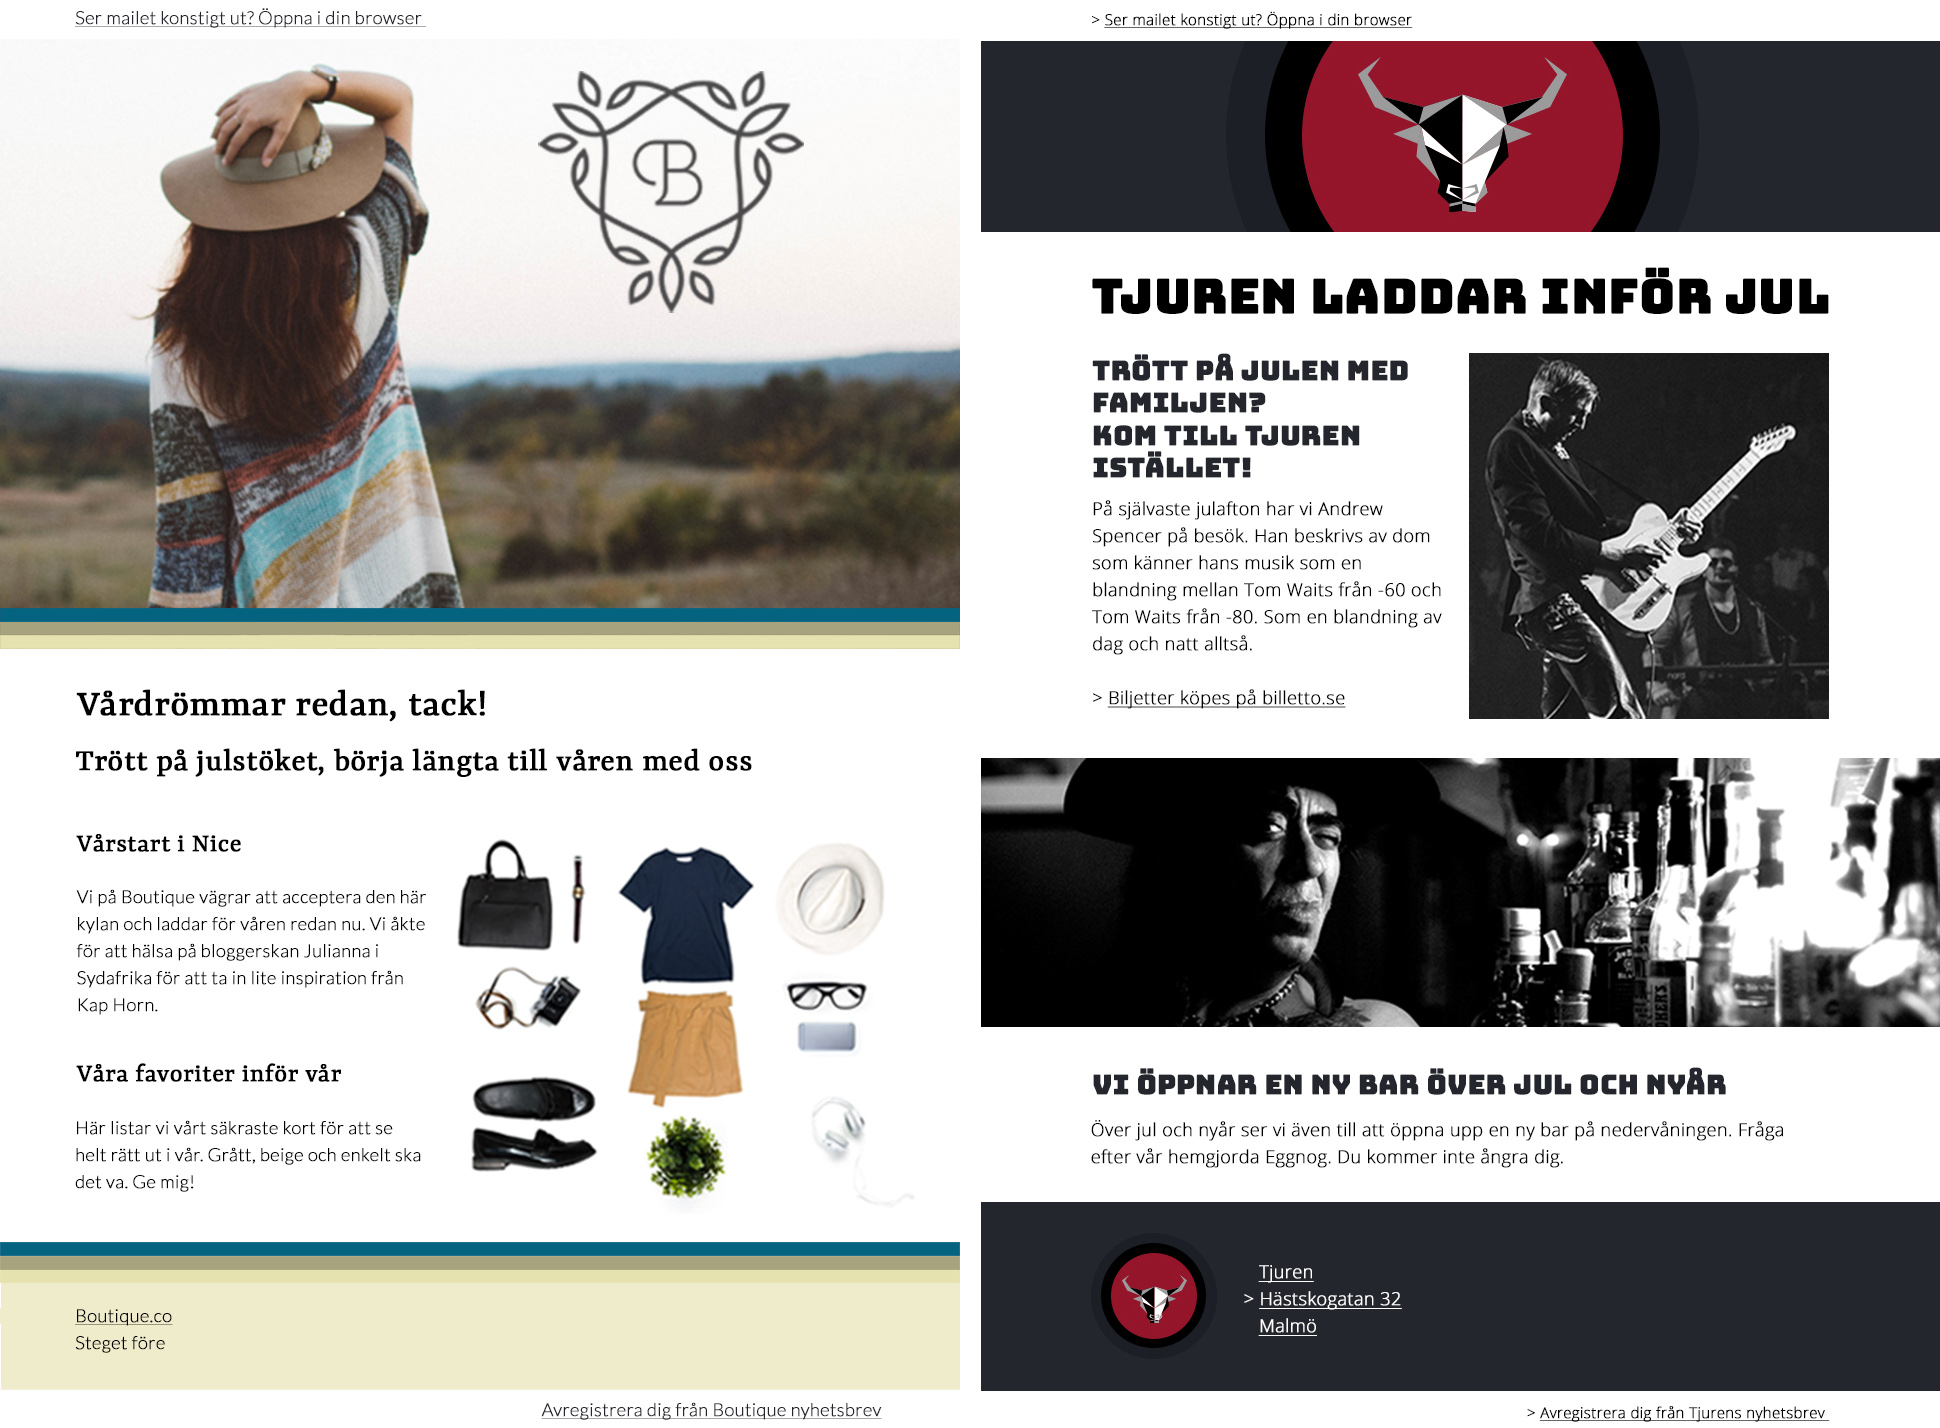 Ser mailet konstigt ut? Öppna i din browser
B
Vårdrömmar redan, tack!
Trött på julstöket, börja längta till våren med oss
Vårstart i Nice
Vi på Boutique vägrar att acceptera den här
kylan och laddar för våren redan nu. Vi åkte
för att hälsa på bloggerskan Julianna i
Sydafrika för att ta in lite inspiration från
Kap Horn.
Våra favoriter inför vår
Här listar vi vårt säkraste kort för att se
helt rätt ut i vår. Grått, beige och enkelt ska
det va. Ge mig!
Boutique.co
Steget före
Avregistrera dig från Boutique nyhetsbrev
> Ser mailet konstigt ut? Öppna i din browser
TJUREN LADDAR INFÖR JUL
TRÖTT PÅ JULEN MED
FAMILJEN?
KOM TILL TJUREN
ISTÄLLET!
På självaste julafton har vi Andrew
Spencer på besök. Han beskrivs av dom
som känner hans musik som en
blandning mellan Tom Waits från -60 och
Tom Waits från -80. Som en blandning av
dag och natt alltså.
> Biljetter köpes på billetto.se
VI ÖPPNAR EN NY BAR ÖVER JUL OCH NYÅR
Över jul och nyår ser vi även till att öppna upp en ny bar på nedervåningen. Fråga
efter vår hemgjorda Eggnog. Du kommer inte ångra dig.
Tjuren
> Hästskogatan 32
Malmö
> Avregistrera dig från Tjurens nyhetsbrev